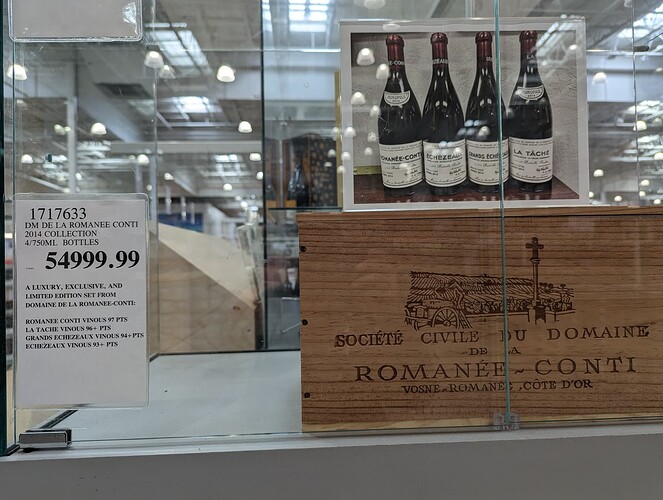 1717633
DM DE LA ROMANEE CONTI
2014 COLLECTION
4/750ML BOTTLES
54999.99
A LUXURY, EXCLUSIVE, AND
LIMITED EDITION SET FROM
DOMAINE DE LA ROMANEE-CONTI:
ROMANEE CONTI VINOUS 97 PTS
LA TACHE VINOUS 96+ PTS
GRANDS ECHEZEAUX VINOUS 94+PTS
ECHEZEAUX VINOUS 93+ PTS
OMANÉE-CONTI
ECHEZEAUX
GRANDS ÉCHÉ
LA TÂCHE
SOCIÉTÉ CIVILE DU DOMAINE
-DE LA
ROMANÉE-CONTI
VOSNE-ROMANÉE, CÔTE D'OR